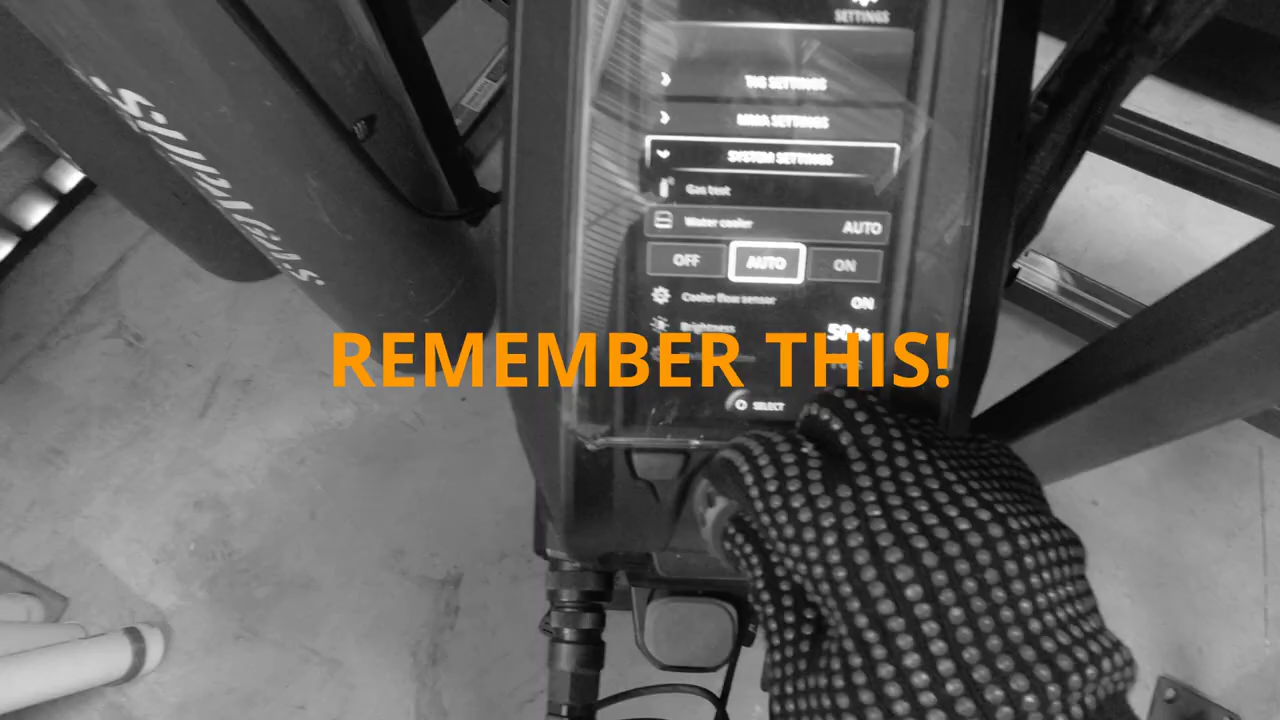 SETTINGS
TIG SETTINGS
MMA SETTINGS
SYSTEM SETTINGS
Gas test
Water cooler AUTO
OFF AUTO ON
Cooler flow sensor ON
Brightness 50 %
REMEMBER THIS!
SELECT